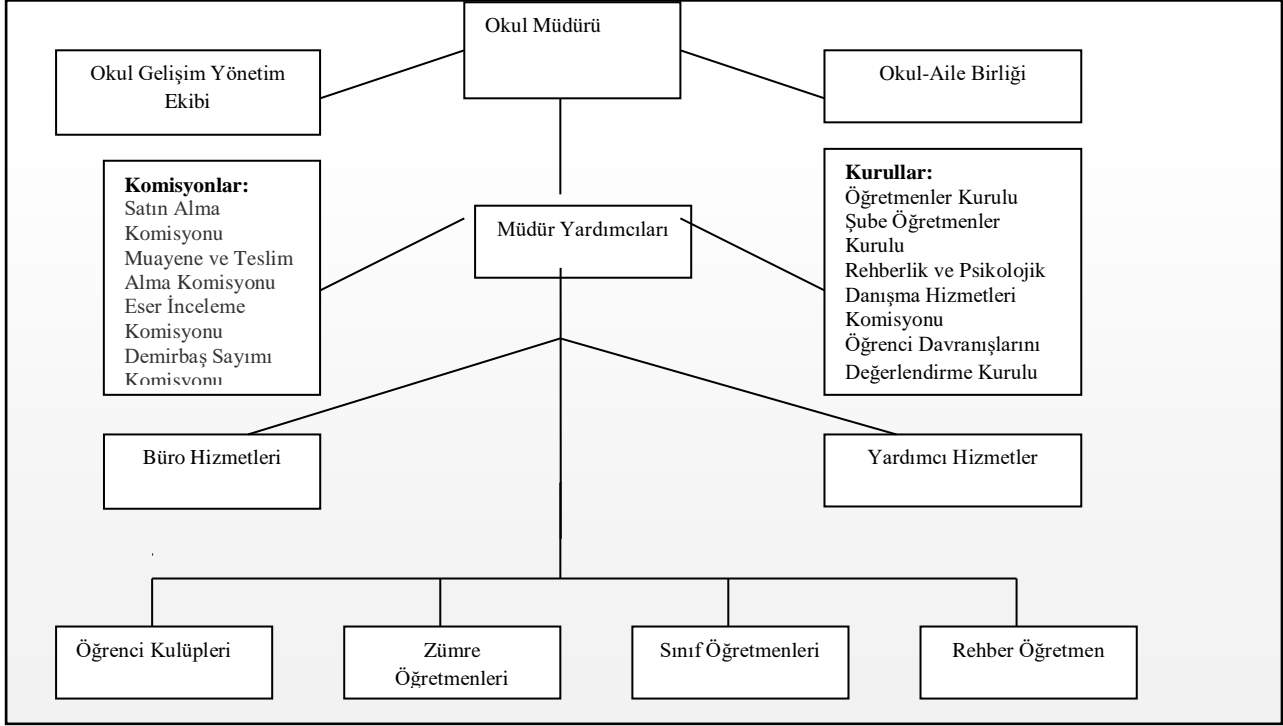 Okul Müdürü
Okul Gelişim Yönetim
Ekibi
Okul-Aile Birliği
Komisyonlar:
Satın Alma
Komisyonu
Muayene ve Teslim
Alma Komisyonu
Eser İnceleme
Komisyonu
Demirbaş Sayımı
Komisyonu
Müdür Yardımcıları
Kurullar:
Öğretmenler Kurulu
Şube Öğretmenler
Kurulu
Rehberlik ve Psikolojik
Danışma Hizmetleri
Komisyonu
Öğrenci Davranışlarını
Değerlendirme Kurulu
Büro Hizmetleri
Yardımcı Hizmetler
Öğrenci Kulüpleri
Zümre
Öğretmenleri
Sınıf Öğretmenleri
Rehber Öğretmen